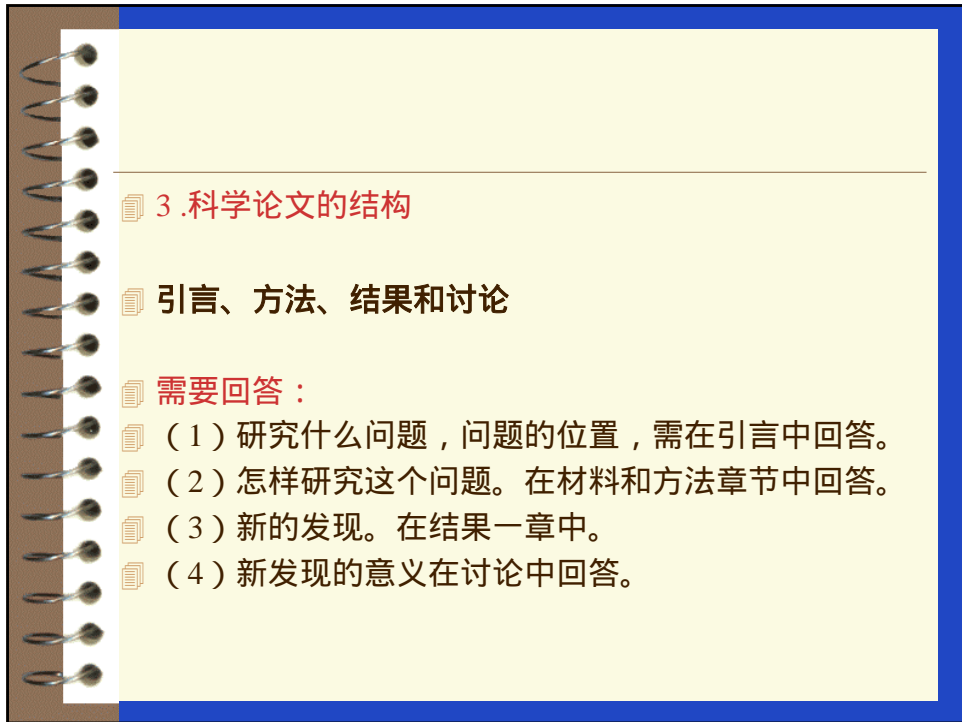 3 .科学论文的结构
引言、方法、结果和讨论
需要回答：
（1）研究什么问题，问题的位置，需在引言中回答。
（2）怎样研究这个问题。在材料和方法章节中回答。
（3）新的发现。在结果一章中。
（4）新发现的意义在讨论中回答。